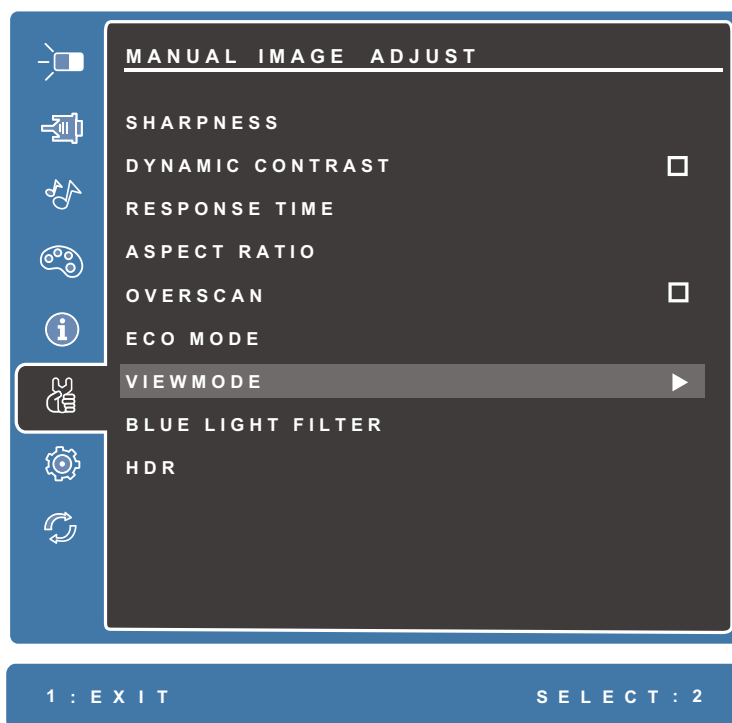 MANUAL IMAGE ADJUST
SHARPNESS
DYNAMIC CONTRAST
RESPONSE TIME
ASPECT RATIO
OVERSCAN
ECO MODE
VIEWMODE
BLUE LIGHT FILTER
HDR
1:EXIT SELECT:2